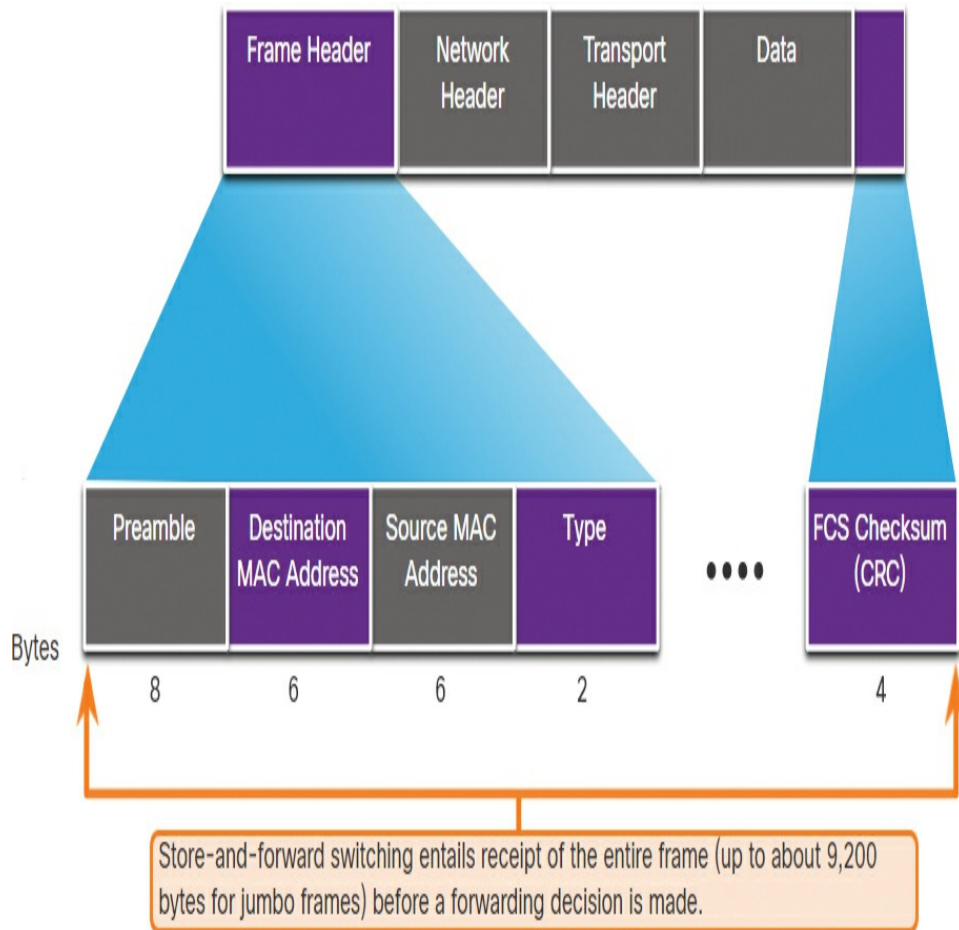 Frame Header
Network
Header
Transport
Header
Data
Preamble
Destination
MAC Address
Source MAC
Address
Type
••••
FCS Checksum
(CRC)
Bytes
8
6
6
2
4
Store-and-forward switching entails receipt of the entire frame (up to about 9,200
bytes for jumbo frames) before a forwarding decision is made.